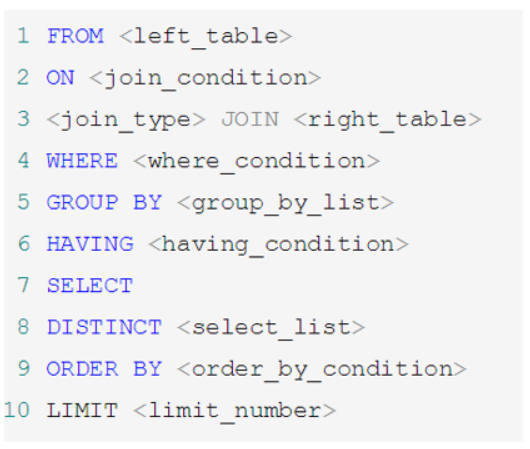 1 FROM <left_table>
2 ON <join_condition>
3 <join_type> JOIN <right_table>
4 WHERE <where_condition>
5 GROUP BY <group_by_list>
6 HAVING <having_condition>
7 SELECT
8 DISTINCT <select_list>
9 ORDER BY <order_by_condition>
10 LIMIT <limit_number>